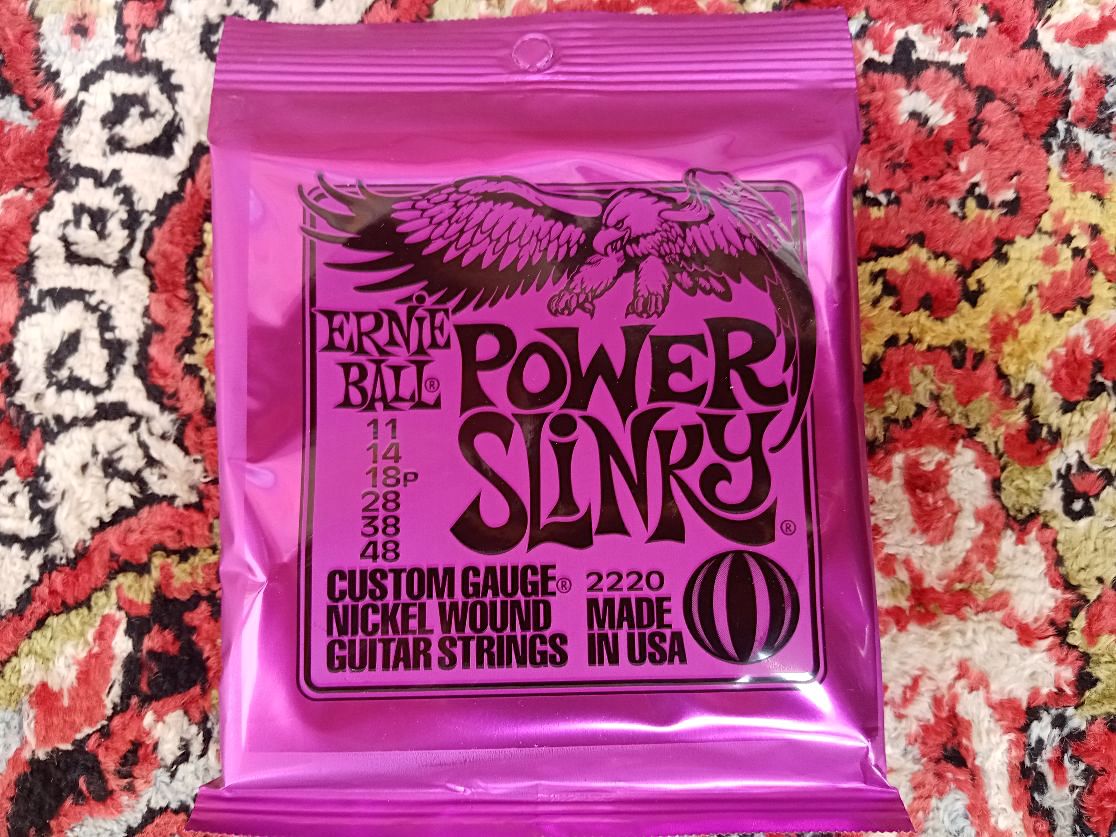 ERNiE
BALL®
POWER
SLiNKY®
11
14
18p
28
38
48
CUSTOM GAUGE®
NICKEL WOUND
GUITAR STRINGS
2220
MADE
IN USA